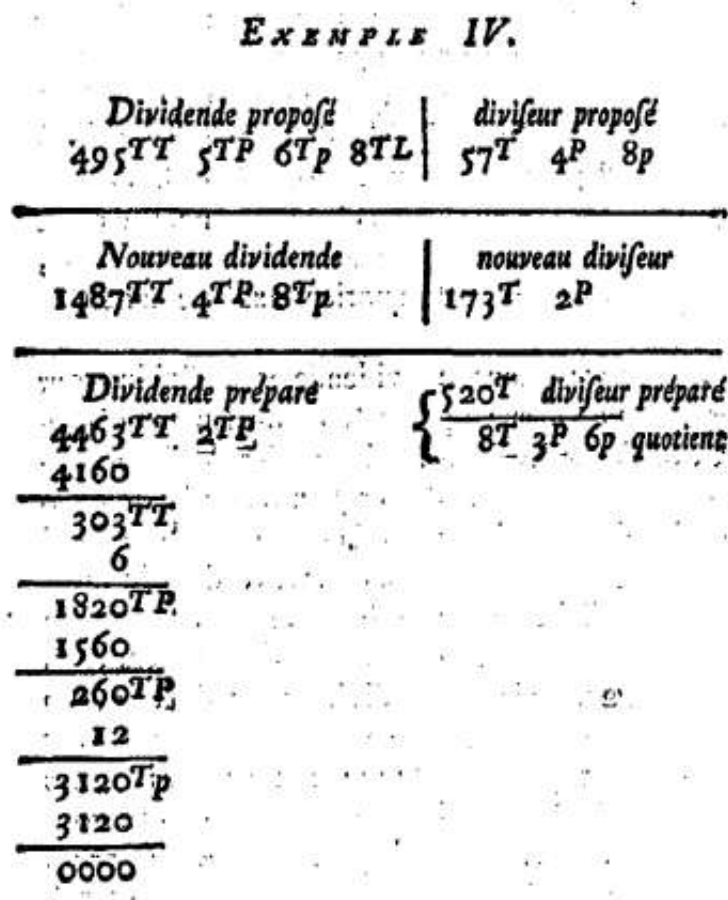 EXEMPLE IV.
Dividende propoſé | diviſeur propoſé
495TT 5TP 6Tp 8TL | 57T 4P 8p
Nouveau dividende | nouveau diviſeur
1487TT 4TP 8Tp | 173T 2P
Dividende préparé { 520T diviſeur préparé
4463TT 2TP 8T 3P 6p quotient
4160
303TT
6
1820TP
1560
260TP
12
3120Tp
3120
0000